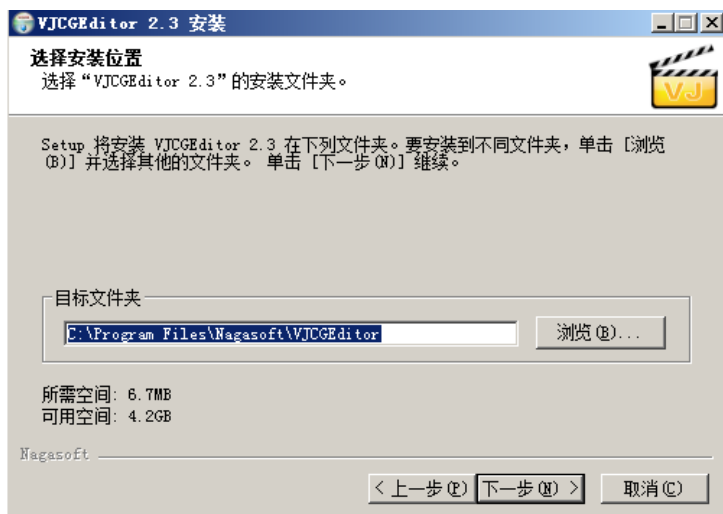 VJCGEditor 2.3 安装
选择安装位置
选择“VJCGEditor 2.3”的安装文件夹。
VJ
Setup 将安装 VJCGEditor 2.3 在下列文件夹。要安装到不同文件夹，单击 [浏览
(B)] 并选择其他的文件夹。 单击 [下一步(N)] 继续。
目标文件夹
C:\Program Files\Nagasoft\VJCGEditor
浏览(B)...
所需空间: 6.7MB
可用空间: 4.2GB
Nagasoft
< 上一步(P) 下一步(N) > 取消(C)